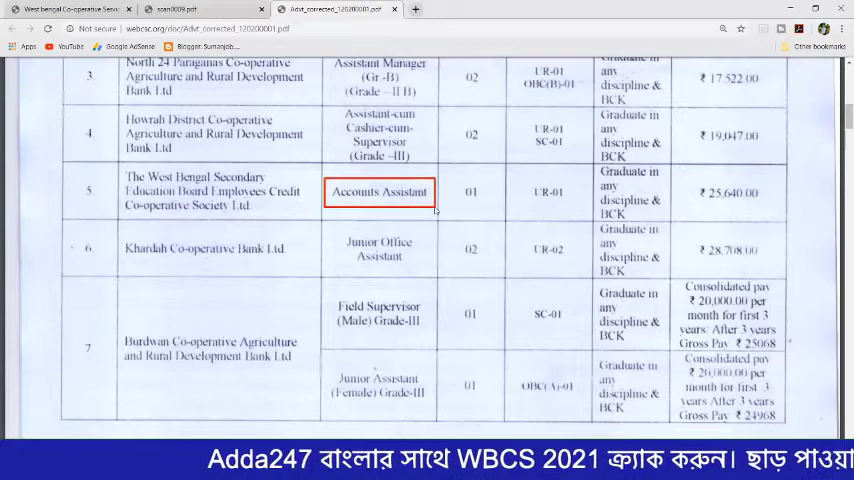 West bengal Co-operative Servi
scan0009.pdf
Advt_corrected_120200001.pdf
Not secure | webcsc.org/doc/Advt_corrected_120200001.pdf
Apps YouTube Google AdSense Blogger: Sumanjo... Other bookmarks
3 North 24 Paraganas Co-operative Agriculture and Rural Development Bank Ltd
Assistant Manager (Gr -B) (Grade – II B)
02
UR-01 OBC(B)-01
Graduate in any discipline & BCK
₹ 17,522.00
4 Howrah District Co-operative Agriculture and Rural Development Bank Ltd
Assistant-cum Cashier-cum- Supervisor (Grade –III)
02
UR-01 SC-01
Graduate in any discipline & BCK
₹ 19,047.00
5. The West Bengal Secondary Education Board Employees Credit Co-operative Society Ltd.
Accounts Assistant
01
UR-01
Graduate in any discipline & BCK
₹ 25,640.00
6. Khardah Co-operative Bank Ltd.
Junior Office Assistant
02
UR-02
Graduate in any discipline & BCK
₹ 28,708.00
7 Burdwan Co-operative Agriculture and Rural Development Bank Ltd
Field Supervisor (Male) Grade-III
01
SC-01
Graduate in any discipline & BCK
Consolidated pay ₹ 20,000.00 per month for first 3 years. After 3 years Gross Pay ₹ 25068
Junior Assistant (Female) Grade-III
01
OBC(A)-01
Graduate in any discipline & BCK
Consolidated pay ₹ 20,000.00 per month for first 3 years After 3 years Gross Pay ₹ 24968
Adda247 বাংলার সাথে WBCS 2021 ক্র্যাক করুন। ছাড় পাওয়া